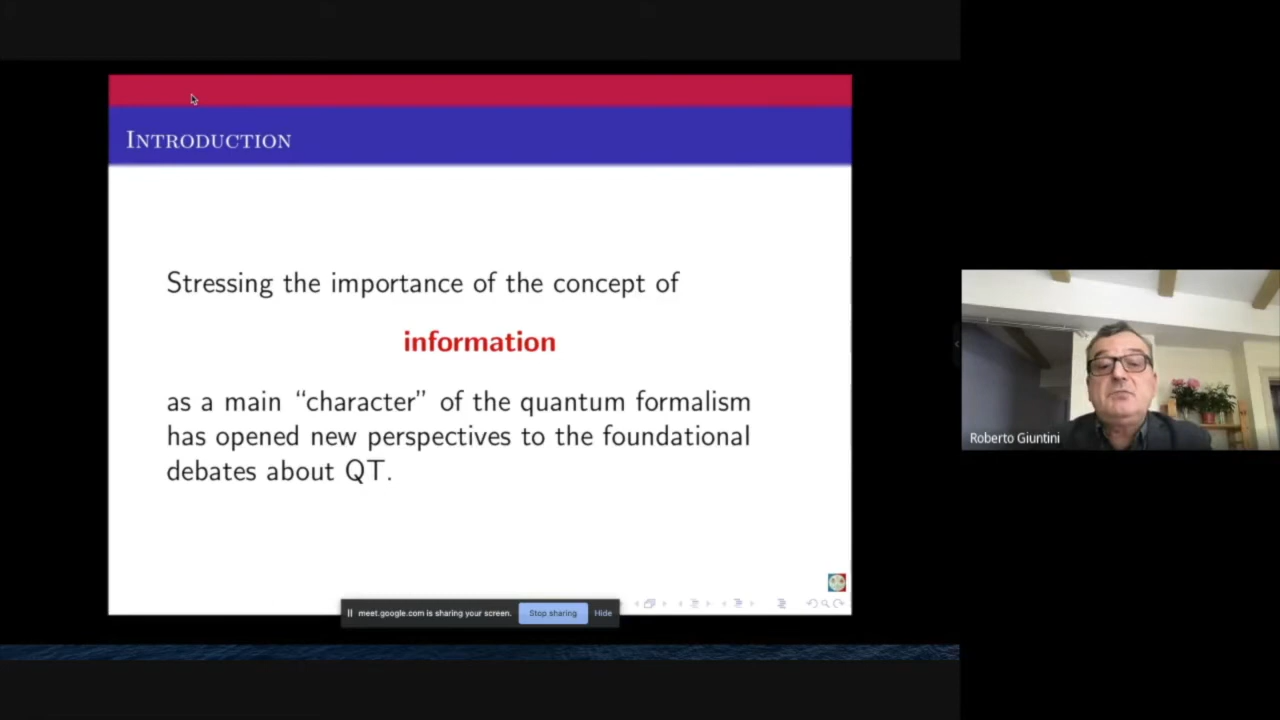 INTRODUCTION
Stressing the importance of the concept of
information
as a main “character” of the quantum formalism
has opened new perspectives to the foundational
debates about QT.
meet.google.com is sharing your screen. Stop sharing Hide
Roberto Giuntini